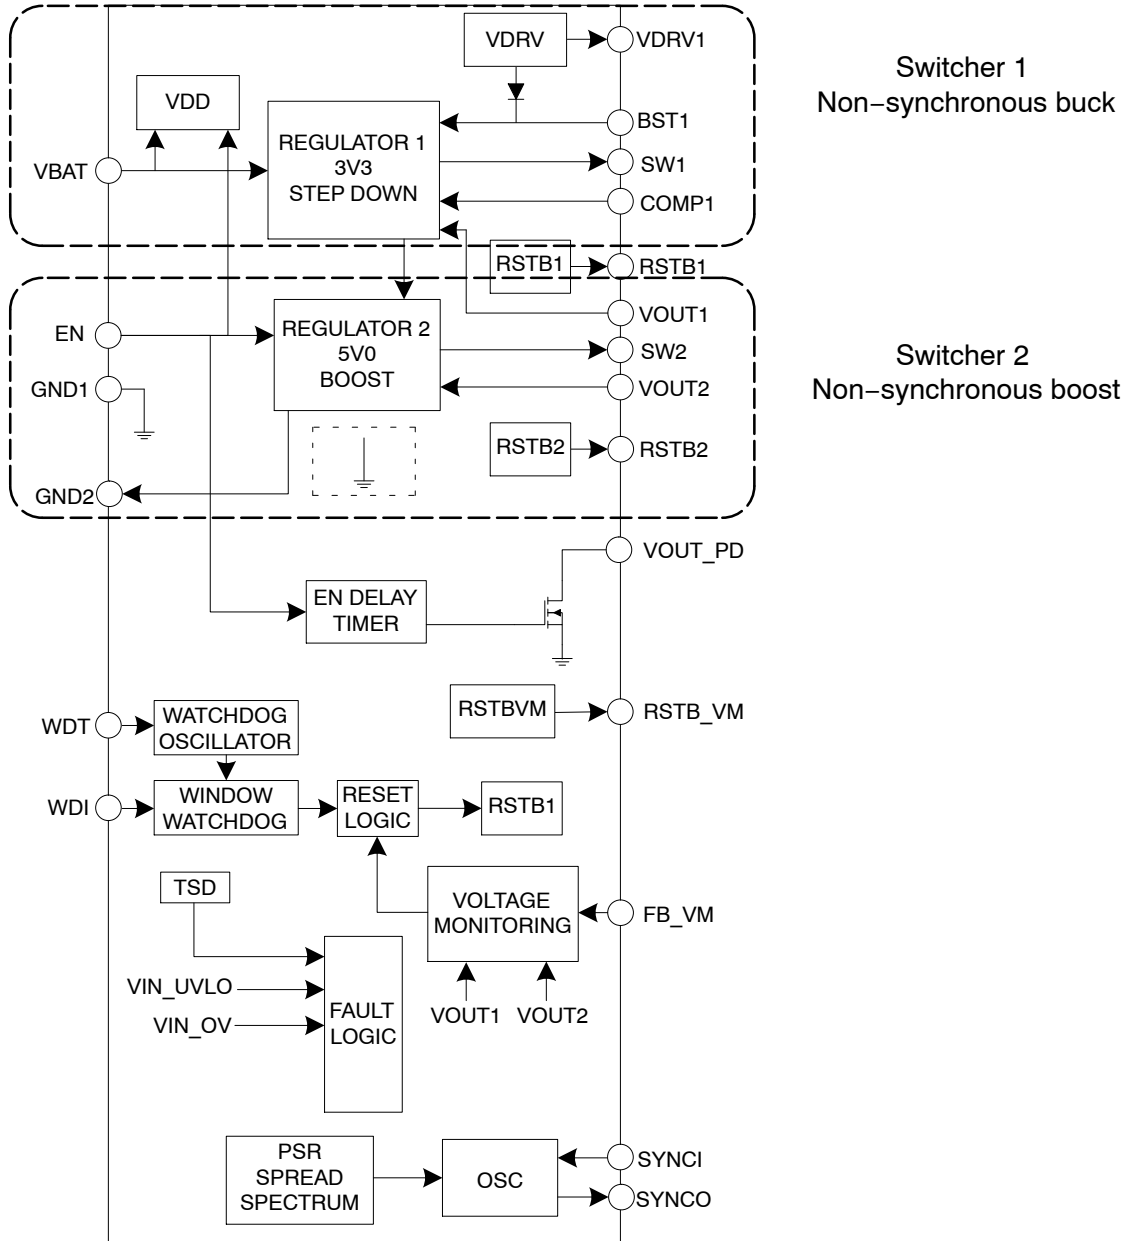 VDRV
VDRV1
Switcher 1
Non−synchronous buck
VDD
BST1
REGULATOR 1
3V3
STEP DOWN
VBAT
SW1
COMP1
RSTB1
RSTB1
VOUT1
EN
REGULATOR 2
5V0
BOOST
SW2
Switcher 2
Non−synchronous boost
GND1
VOUT2
RSTB2
RSTB2
GND2
VOUT_PD
EN DELAY
TIMER
RSTBVM
RSTB_VM
WDT
WATCHDOG
OSCILLATOR
WDI
WINDOW
WATCHDOG
RESET
LOGIC
RSTB1
TSD
VOLTAGE
MONITORING
FB_VM
VIN_UVLO
VIN_OV
FAULT
LOGIC
VOUT1
VOUT2
PSR
SPREAD
SPECTRUM
OSC
SYNCI
SYNCO